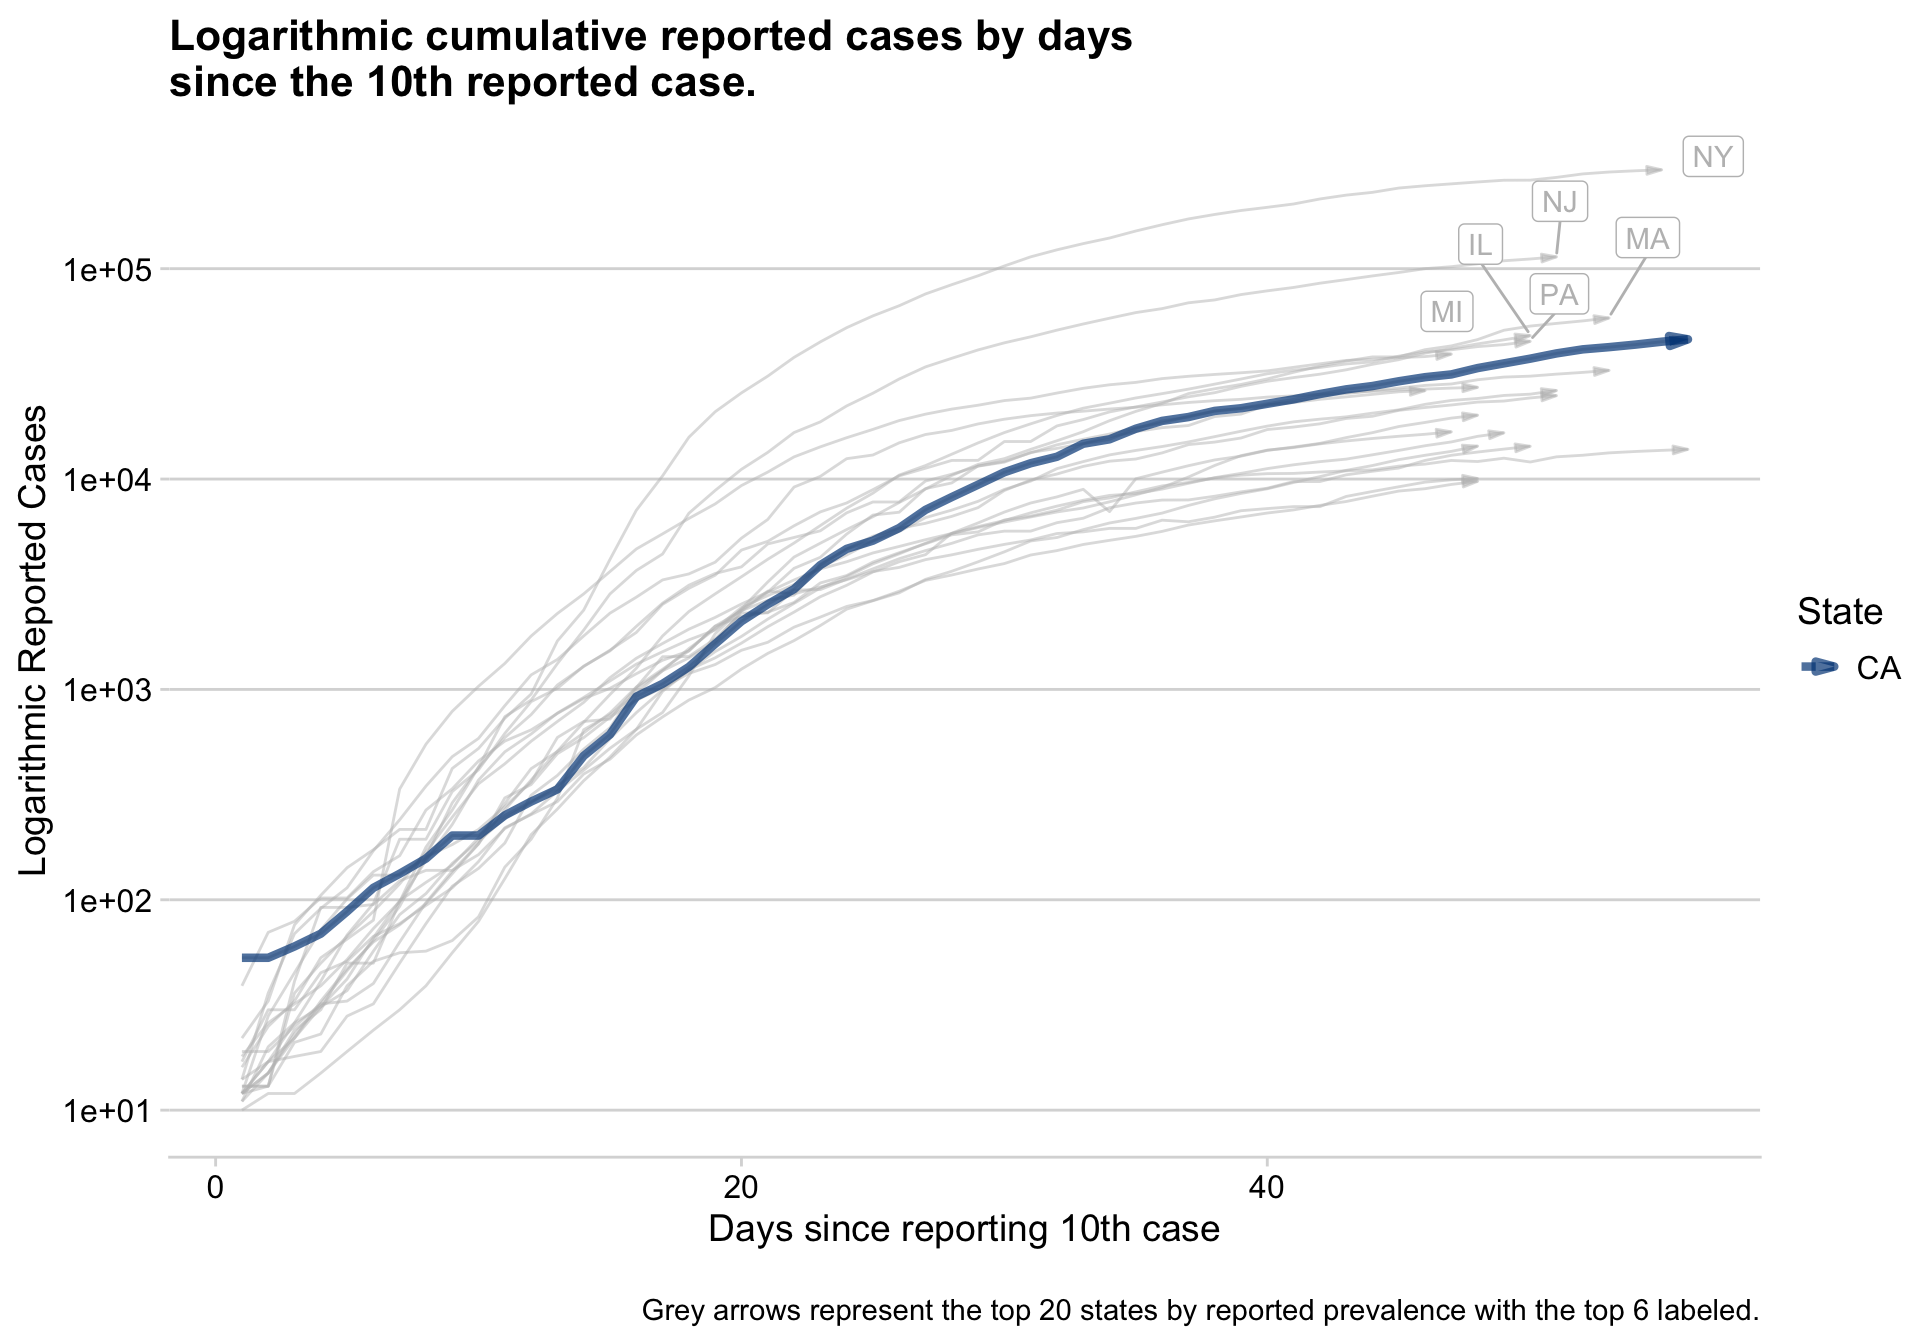 Logarithmic cumulative reported cases by days
since the 10th reported case.
NY
NJ
IL
MA
PA
MI
1e+05
1e+04
1e+03
1e+02
1e+01
Logarithmic Reported Cases
0
20
40
Days since reporting 10th case
State
CA
Grey arrows represent the top 20 states by reported prevalence with the top 6 labeled.